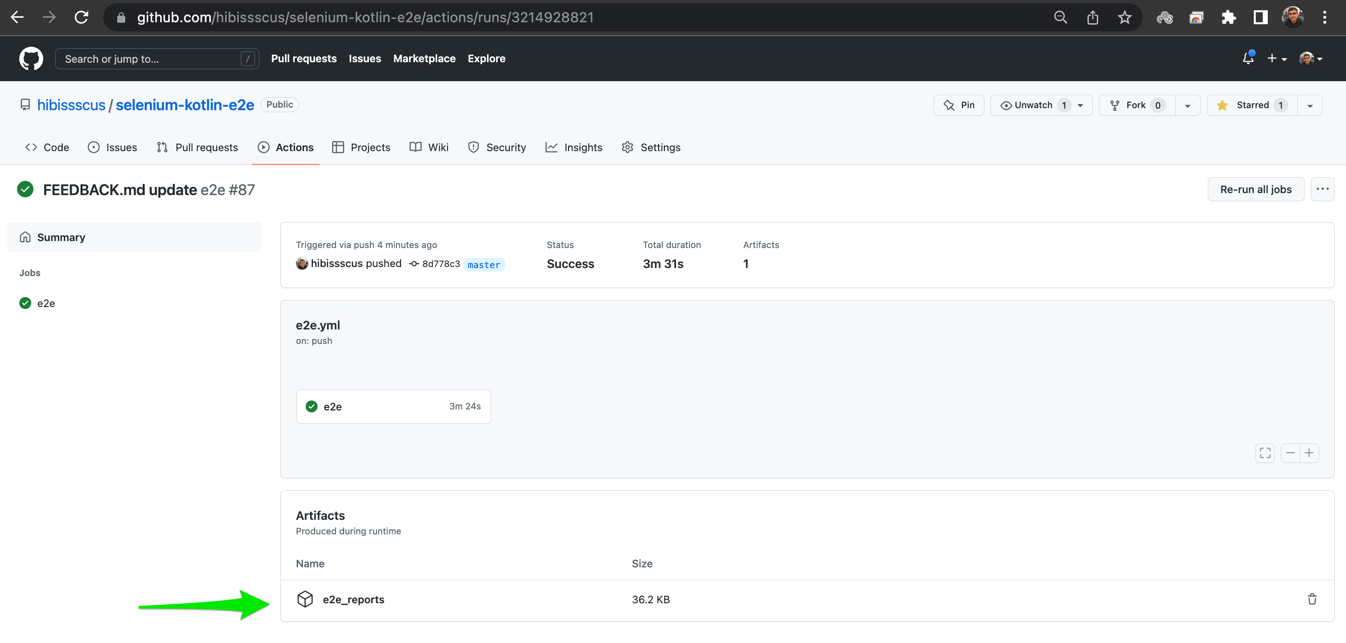 github.com/hibissscus/selenium-kotlin-e2e/actions/runs/3214928821
Search or jump to... / Pull requests Issues Marketplace Explore
hibissscus / selenium-kotlin-e2e Public Pin Unwatch 1 Fork 0 Starred 1
Code Issues Pull requests Actions Projects Wiki Security Insights Settings
FEEDBACK.md update e2e #87 Re-run all jobs
Summary
Jobs
e2e
Triggered via push 4 minutes ago Status Total duration Artifacts
hibissscus pushed 8d778c3 master Success 3m 31s 1
e2e.yml
on: push
e2e 3m 24s
Artifacts
Produced during runtime
Name Size
e2e_reports 36.2 KB